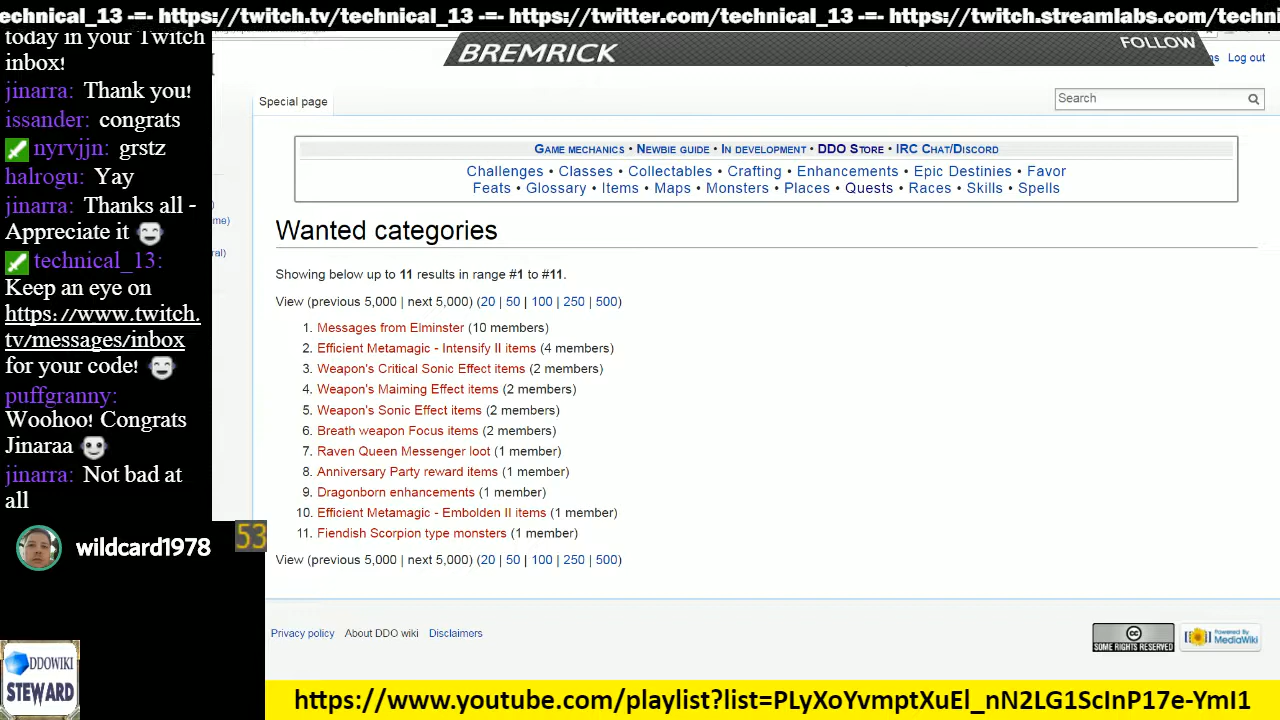 technical_13 -=- https://twitch.tv/technical_13 -=- https://twitter.com/technical_13 -=- https://twitch.streamlabs.com/techni
today in your Twitch
inbox!
jinarra: Thank you!
issander: congrats
nyrvjjn: grstz
halrogu: Yay
jinarra: Thanks all -
Appreciate it
technical_13:
Keep an eye on
https://www.twitch.
tv/messages/inbox
for your code!
puffgranny:
Woohoo! Congrats
Jinaraa
jinarra: Not bad at
all
wildcard1978
53
DDOWIKI
STEWARD
BREMRICK
FOLLOW
Log out
Special page
Search
GAME MECHANICS • NEWBIE GUIDE • IN DEVELOPMENT • DDO STORE • IRC CHAT/DISCORD
Challenges • Classes • Collectables • Crafting • Enhancements • Epic Destinies • Favor
Feats • Glossary • Items • Maps • Monsters • Places • Quests • Races • Skills • Spells
me)
ral)
Wanted categories
Showing below up to 11 results in range #1 to #11.
View (previous 5,000 | next 5,000) (20 | 50 | 100 | 250 | 500)
1. Messages from Elminster (10 members)
2. Efficient Metamagic - Intensify II items (4 members)
3. Weapon's Critical Sonic Effect items (2 members)
4. Weapon's Maiming Effect items (2 members)
5. Weapon's Sonic Effect items (2 members)
6. Breath weapon Focus items (2 members)
7. Raven Queen Messenger loot (1 member)
8. Anniversary Party reward items (1 member)
9. Dragonborn enhancements (1 member)
10. Efficient Metamagic - Embolden II items (1 member)
11. Fiendish Scorpion type monsters (1 member)
View (previous 5,000 | next 5,000) (20 | 50 | 100 | 250 | 500)
Privacy policy About DDO wiki Disclaimers
cc
SOME RIGHTS RESERVED
Powered By
MediaWiki
https://www.youtube.com/playlist?list=PLyXoYvmptXuEl_nN2LG1ScInP17e-YmI1